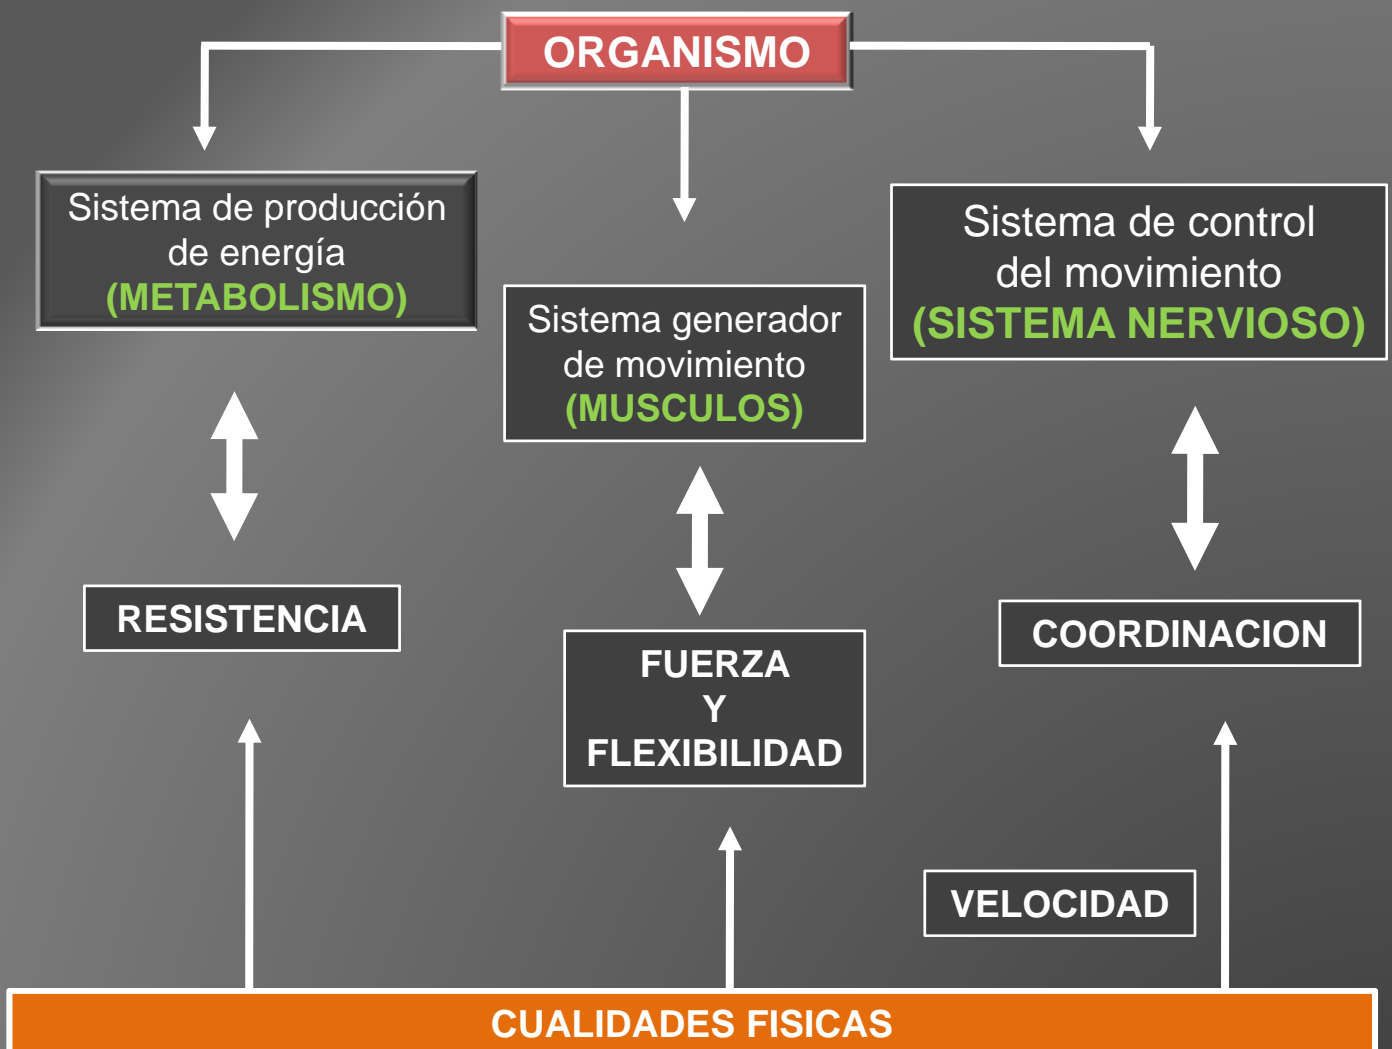 ORGANISMO
Sistema de producción
de energía
(METABOLISMO)
Sistema generador
de movimiento
(MUSCULOS)
Sistema de control
del movimiento
(SISTEMA NERVIOSO)
RESISTENCIA
FUERZA
Y
FLEXIBILIDAD
COORDINACION
VELOCIDAD
CUALIDADES FISICAS